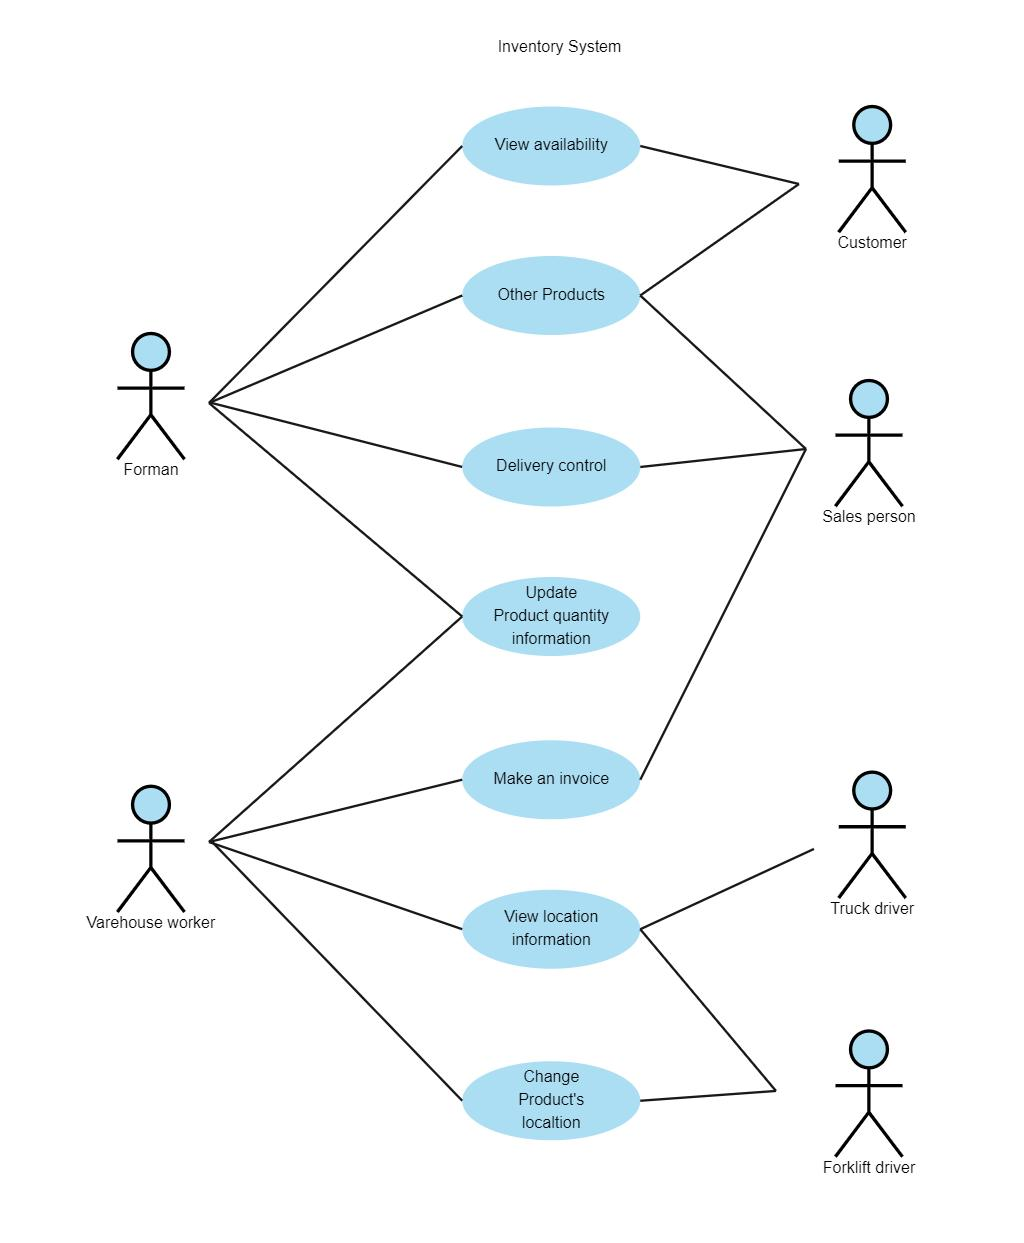 Inventory System
View availability
Customer
Other Products
Forman
Delivery control
Sales person
Update
Product quantity
information
Make an invoice
Varehouse worker
Truck driver
View location
information
Change
Product's
localtion
Forklift driver